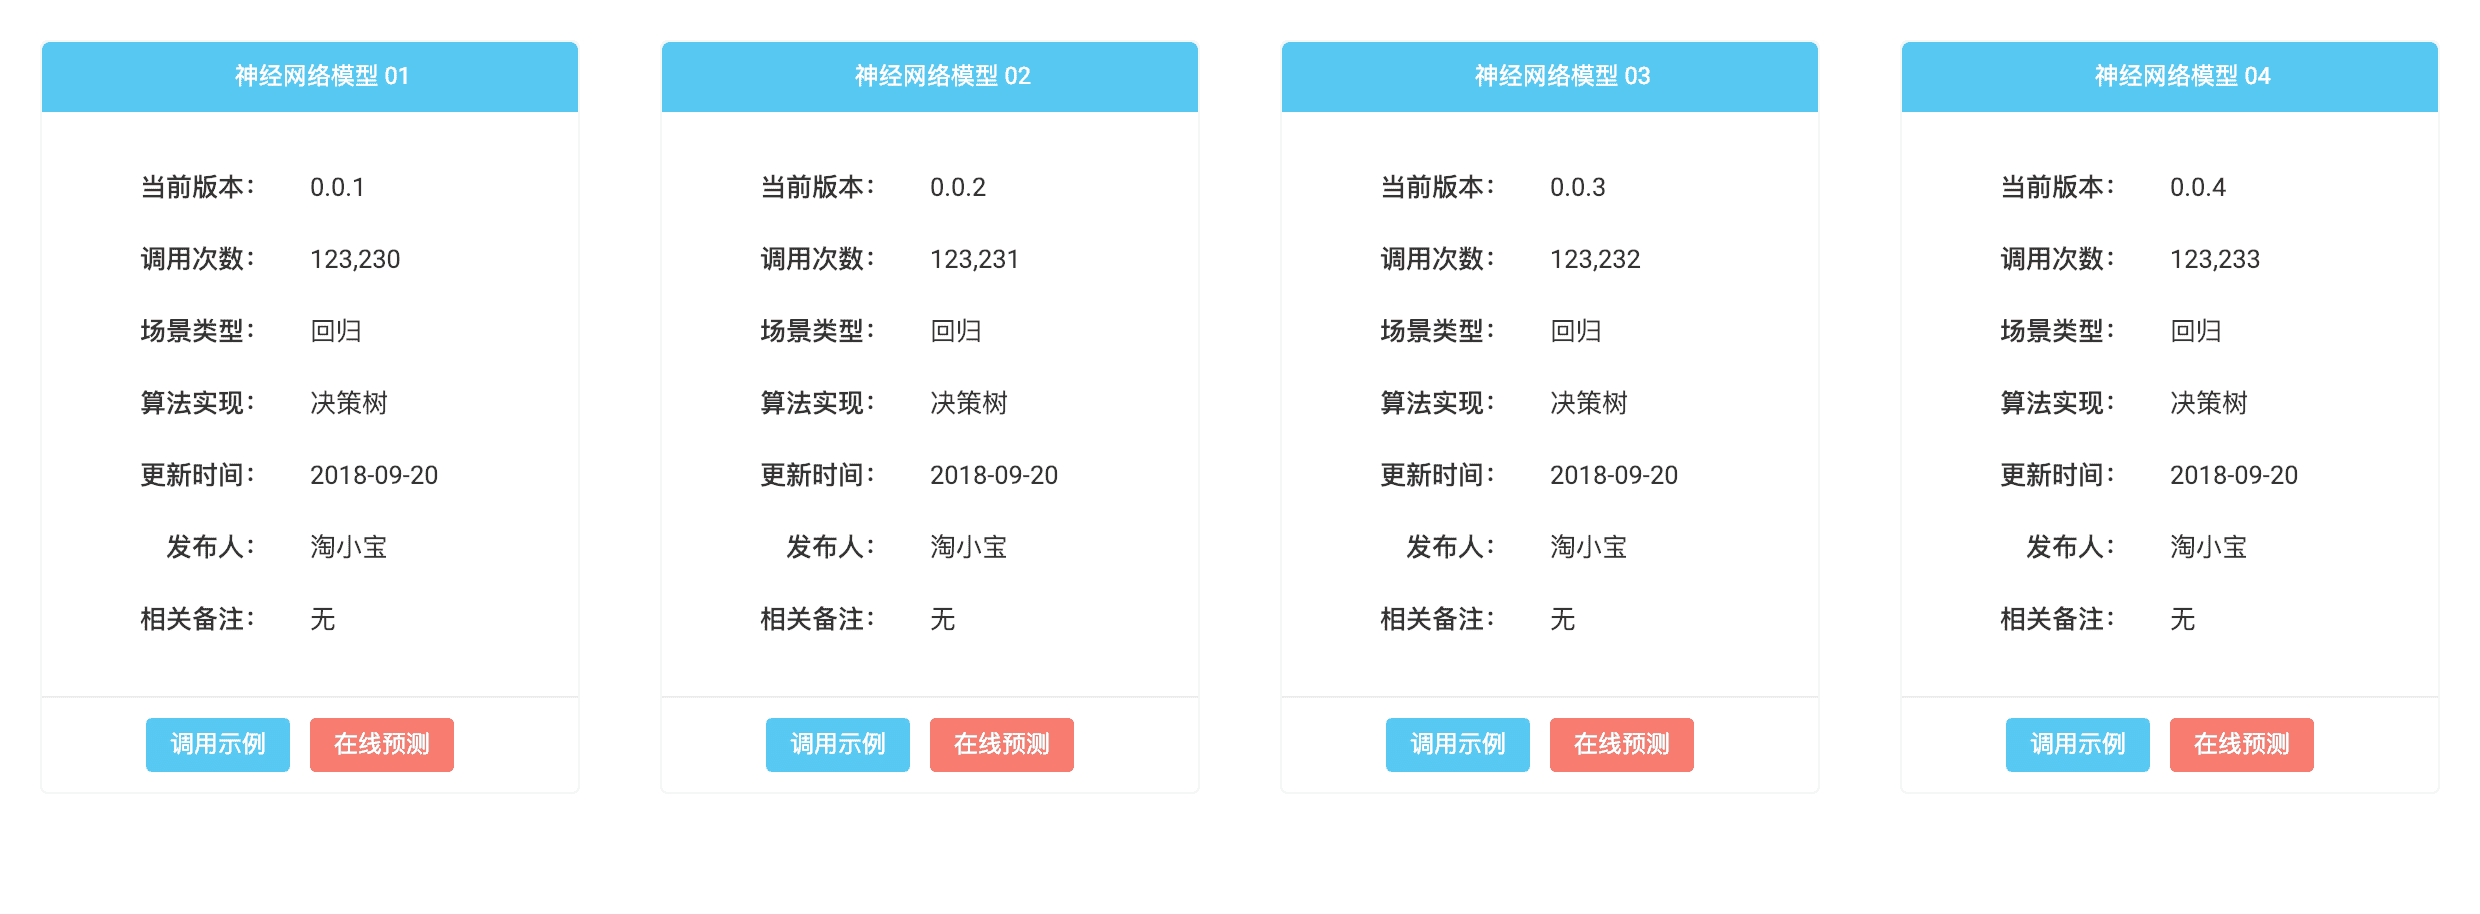 神经网络模型 01
当前版本： 0.0.1
调用次数： 123,230
场景类型： 回归
算法实现： 决策树
更新时间： 2018-09-20
发布人： 淘小宝
相关备注： 无
调用示例 在线预测
神经网络模型 02
当前版本： 0.0.2
调用次数： 123,231
场景类型： 回归
算法实现： 决策树
更新时间： 2018-09-20
发布人： 淘小宝
相关备注： 无
调用示例 在线预测
神经网络模型 03
当前版本： 0.0.3
调用次数： 123,232
场景类型： 回归
算法实现： 决策树
更新时间： 2018-09-20
发布人： 淘小宝
相关备注： 无
调用示例 在线预测
神经网络模型 04
当前版本： 0.0.4
调用次数： 123,233
场景类型： 回归
算法实现： 决策树
更新时间： 2018-09-20
发布人： 淘小宝
相关备注： 无
调用示例 在线预测